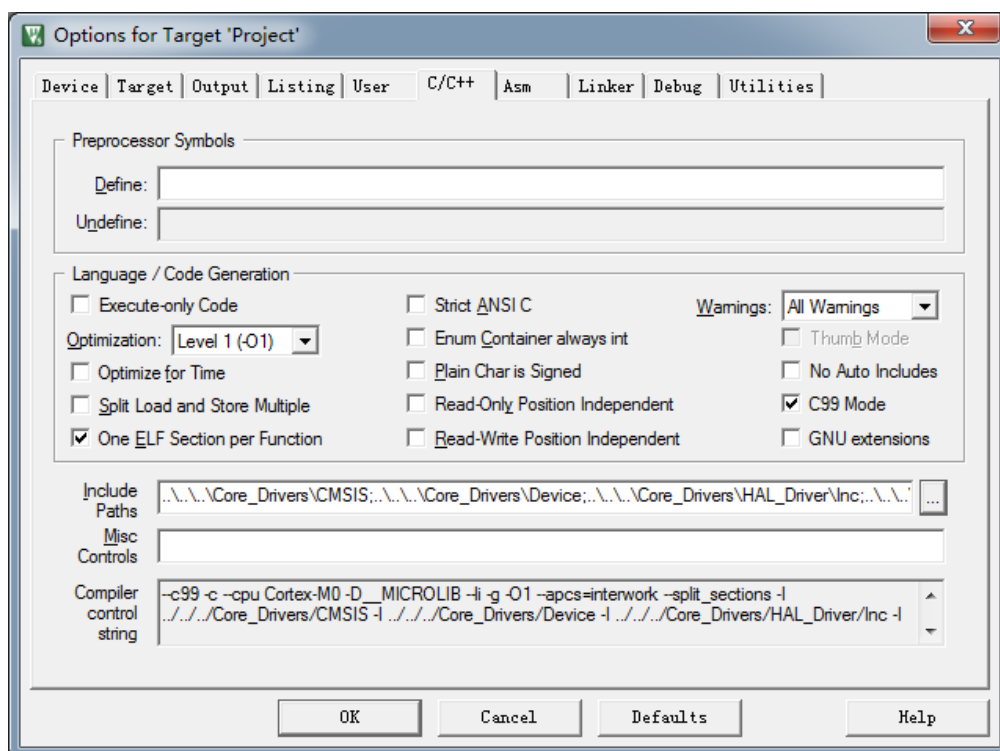 Options for Target 'Project'
Device Target Output Listing User C/C++ Asm Linker Debug Utilities
Preprocessor Symbols
Define:
Undefine:
Language / Code Generation
Execute-only Code Strict ANSI C Warnings: All Warnings
Optimization: Level 1 (-O1) Enum Container always int Thumb Mode
Optimize for Time Plain Char is Signed No Auto Includes
Split Load and Store Multiple Read-Only Position Independent C99 Mode
One ELF Section per Function Read-Write Position Independent GNU extensions
Include Paths ..\..\..\Core_Drivers\CMSIS;..\..\..\Core_Drivers\Device;..\..\..\Core_Drivers\HAL_Driver\Inc;..\..\.. ...
Misc Controls
Compiler control string --c99 -c --cpu Cortex-M0 -D__MICROLIB --li -g -O1 --apcs=interwork --split_sections -I
../../../Core_Drivers/CMSIS -I ../../../Core_Drivers/Device -I ../../../Core_Drivers/HAL_Driver/Inc -I
OK Cancel Defaults Help